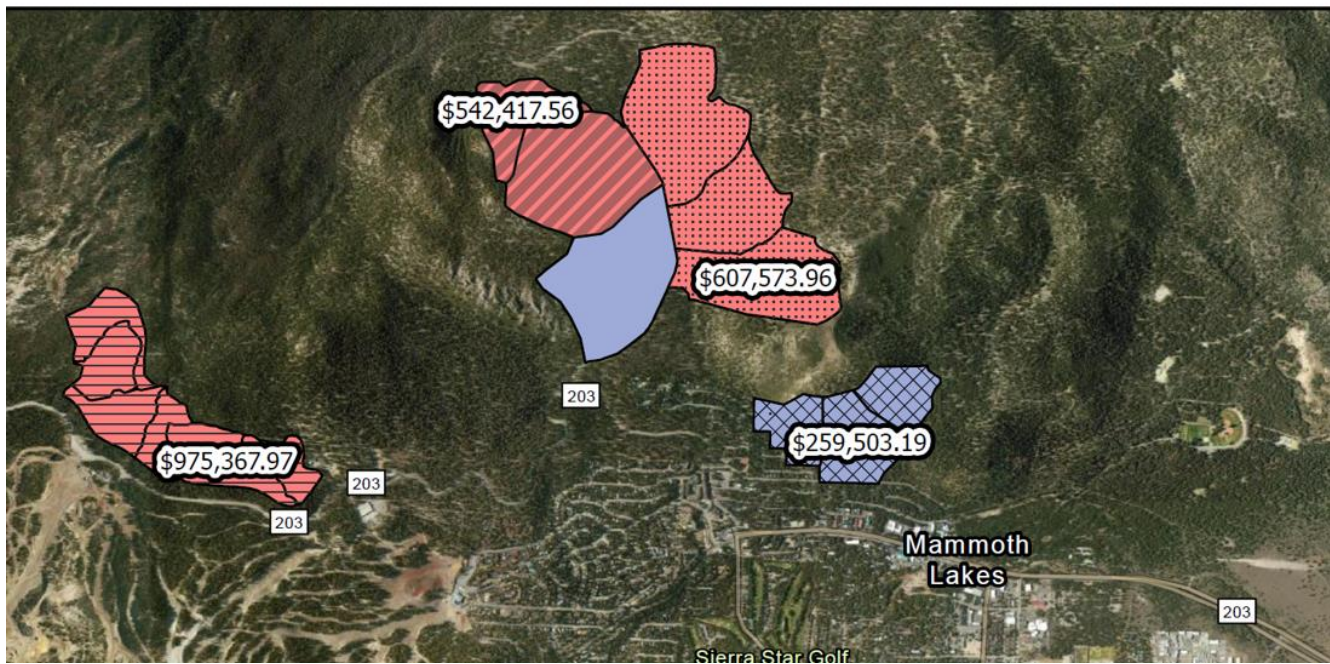 $542,417.56
$607,573.96
203
$259,503.19
$975,367.97
203
203
Mammoth
Lakes
203
Sierra Star Golf